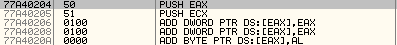 77A40204 50 PUSH EAX
77A40205 51 PUSH ECX
77A40206 0100 ADD DWORD PTR DS:[EAX],EAX
77A40208 0100 ADD DWORD PTR DS:[EAX],EAX
77A4020A 0000 ADD BYTE PTR DS:[EAX],AL